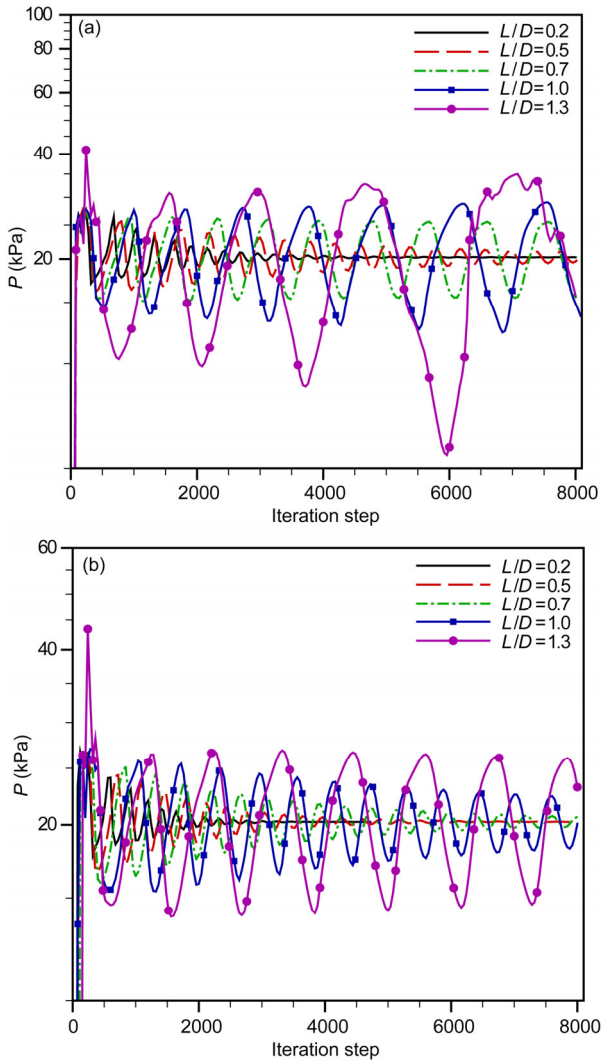 (a)
L/D=0.2
L/D=0.5
L/D=0.7
L/D=1.0
L/D=1.3
100
80
60
40
20
P (kPa)
0 2000 4000 6000 8000
Iteration step
(b)
L/D=0.2
L/D=0.5
L/D=0.7
L/D=1.0
L/D=1.3
60
40
20
P (kPa)
0 2000 4000 6000 8000
Iteration step